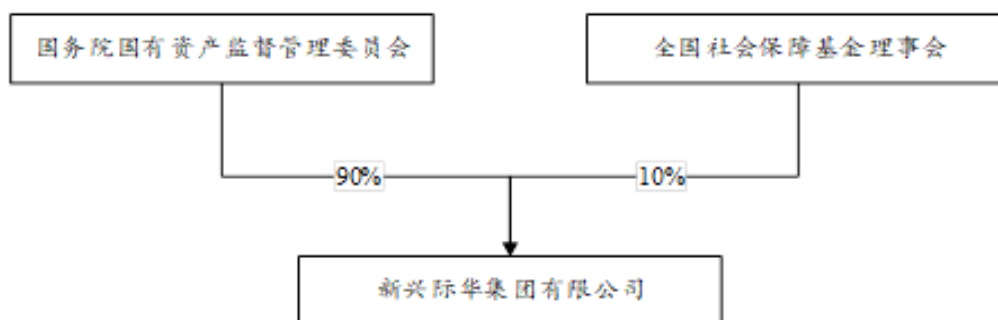 国务院国有资产监督管理委员会
全国社会保障基金理事会
90%
10%
新兴际华集团有限公司